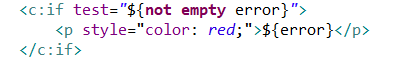 <c:if test="${not empty error}">
<p style="color: red;">${error}</p>
</c:if>